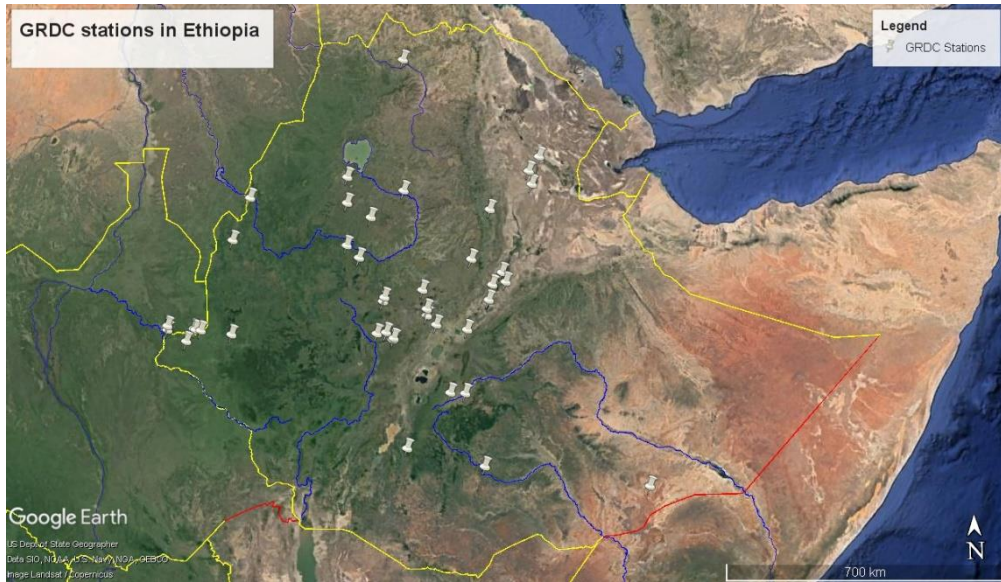 GRDC stations in Ethiopia
Legend
GRDC Stations
Google Earth
US Dept of State Geographer
Data SIO, NOAA, U.S. Navy, NGA, GEBCO
Image Landsat / Copernicus
N
700 km